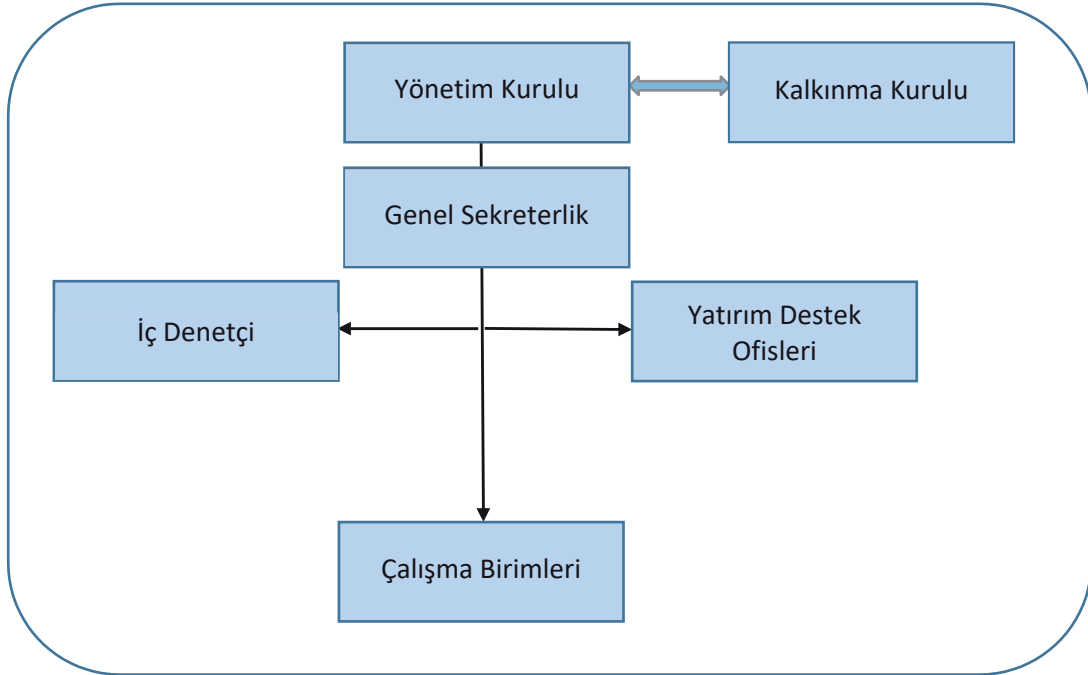 Yönetim Kurulu
Kalkınma Kurulu
Genel Sekreterlik
İç Denetçi
Yatırım Destek
Ofisleri
Çalışma Birimleri